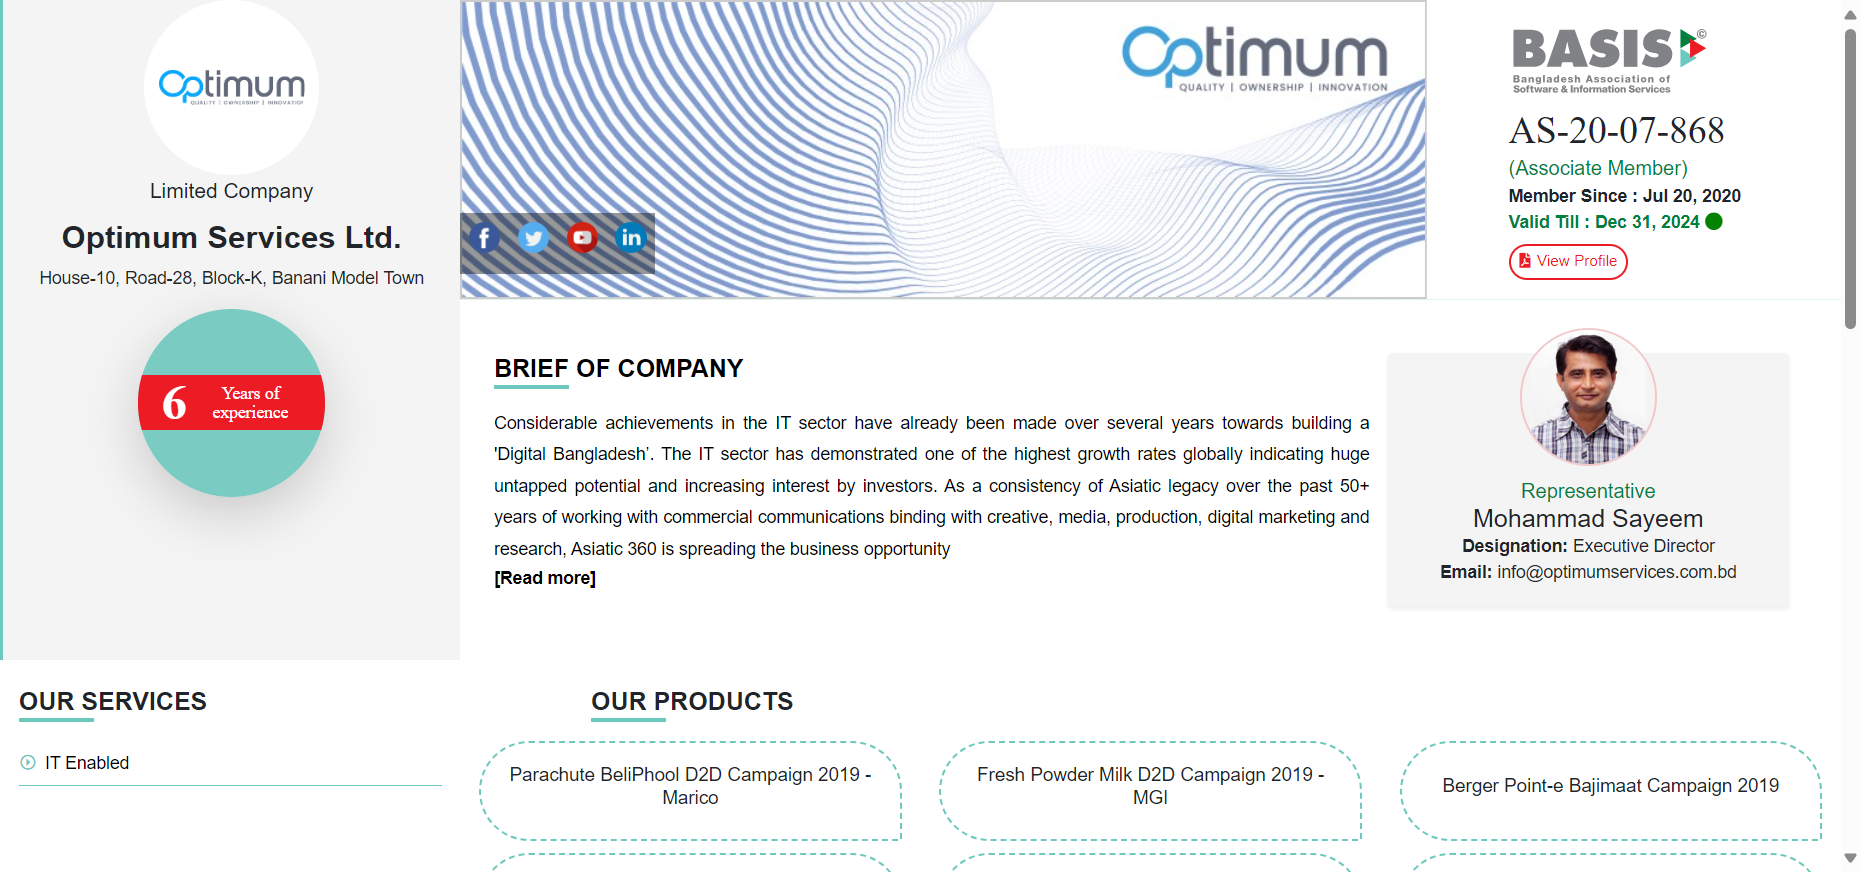 Optimum
QUALITY | OWNERSHIP | INNOVATION
Limited Company
Optimum Services Ltd.
House-10, Road-28, Block-K, Banani Model Town
6 Years of
experience
Optimum
QUALITY | OWNERSHIP | INNOVATION
BASIS ©
Bangladesh Association of
Software & Information Services
AS-20-07-868
(Associate Member)
Member Since : Jul 20, 2020
Valid Till : Dec 31, 2024
View Profile
BRIEF OF COMPANY
Considerable achievements in the IT sector have already been made over several years towards building a
'Digital Bangladesh’. The IT sector has demonstrated one of the highest growth rates globally indicating huge
untapped potential and increasing interest by investors. As a consistency of Asiatic legacy over the past 50+
years of working with commercial communications binding with creative, media, production, digital marketing and
research, Asiatic 360 is spreading the business opportunity
[Read more]
Representative
Mohammad Sayeem
Designation: Executive Director
Email: info@optimumservices.com.bd
OUR SERVICES
IT Enabled
OUR PRODUCTS
Parachute BeliPhool D2D Campaign 2019 -
Marico
Fresh Powder Milk D2D Campaign 2019 -
MGI
Berger Point-e Bajimaat Campaign 2019